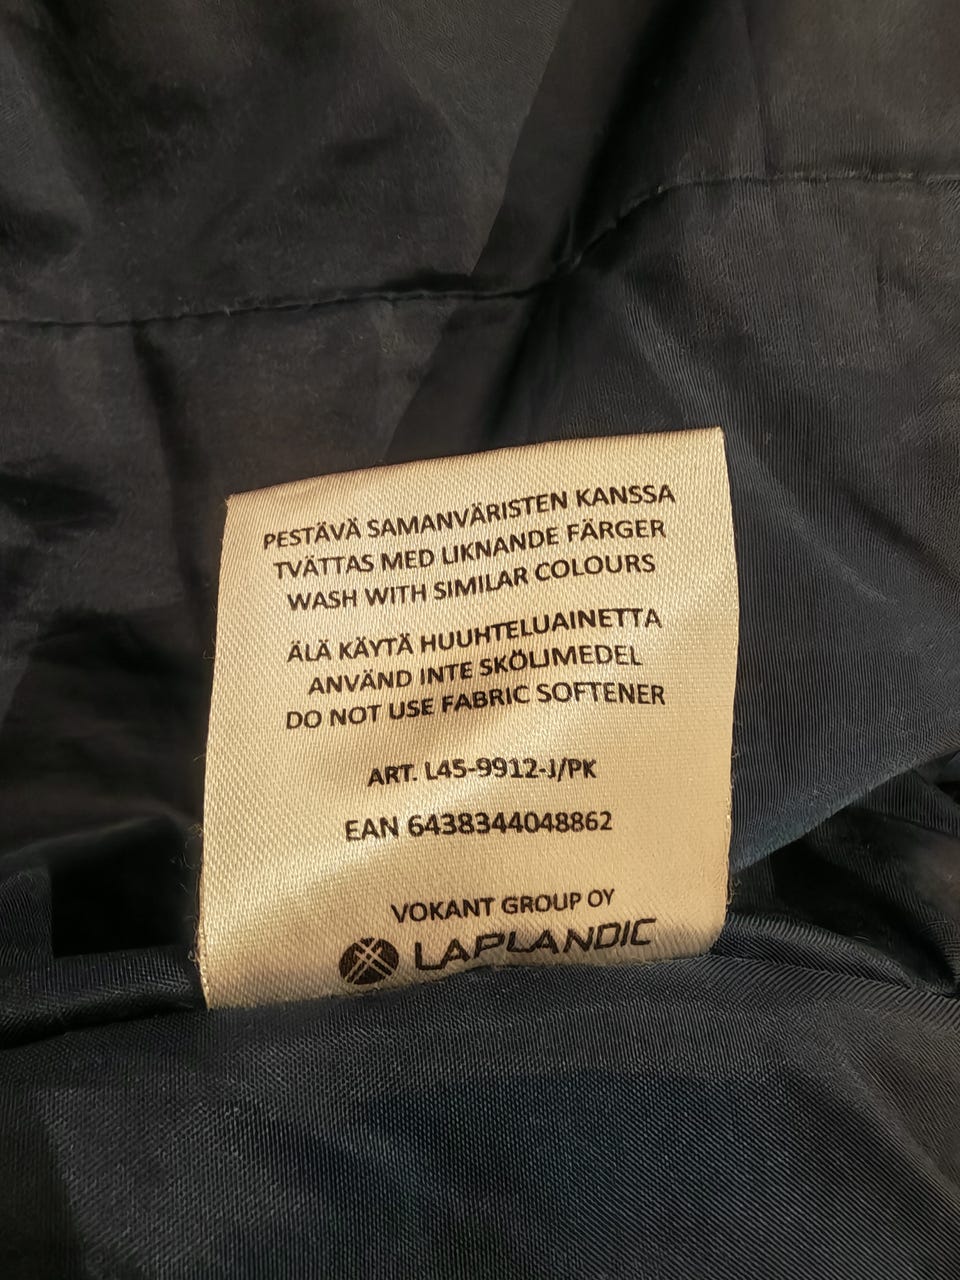 PESTÄVÄ SAMANVÄRISTEN KANSSA
TVÄTTAS MED LIKNANDE FÄRGER
WASH WITH SIMILAR COLOURS
ÄLÄ KÄYTÄ HUUHTELUAINETTA
ANVÄND INTE SKÖLJMEDEL
DO NOT USE FABRIC SOFTENER
ART. L45-9912-J/PK
EAN 6438344048862
VOKANT GROUP OY
LAPLANDIC